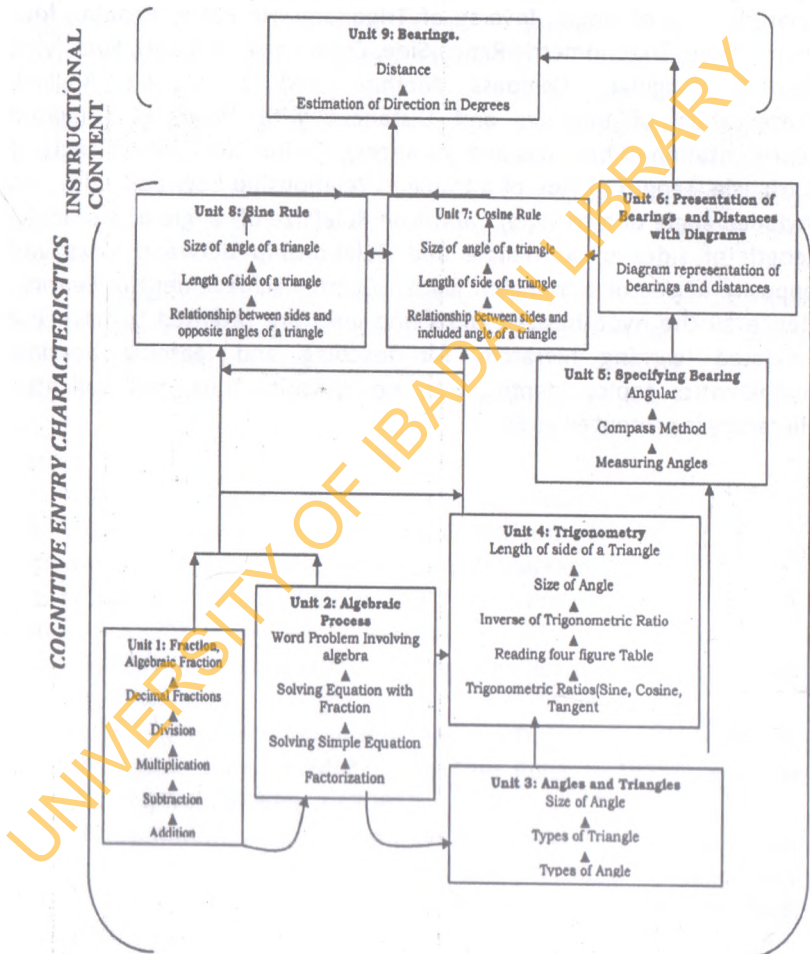 INSTRUCTIONAL
CONTENT
Unit 9: Bearings.
Distance
Estimation of Direction in Degrees
COGNITIVE ENTRY CHARACTERISTICS
Unit 8: Sine Rule
Size of angle of a triangle
Length of side of a triangle
Relationship between sides and
opposite angles of a triangle
Unit 7: Cosine Rule
Size of angle of a triangle
Length of side of a triangle
Relationship between sides and
included angle of a triangle
Unit 6: Presentation of
Bearings and Distances
with Diagrams
Diagram representation of
bearings and distances
Unit 5: Specifying Bearing
Angular
Compass Method
Measuring Angles
Unit 4: Trigonometry
Length of side of a Triangle
Size of Angle
Inverse of Trigonometric Ratio
Reading four figure Table
Trigonometric Ratios(Sine, Cosine,
Tangent
Unit 2: Algebraic
Process
Word Problem Involving
algebra
Solving Equation with
Fraction
Solving Simple Equation
Factorization
Unit 1: Fraction,
Algebraic Fraction
Decimal Fractions
Division
Multiplication
Subtraction
Addition
Unit 3: Angles and Triangles
Size of Angle
Types of Triangle
Types of Angle
UNIVERSITY OF IBADAN LIBRARY